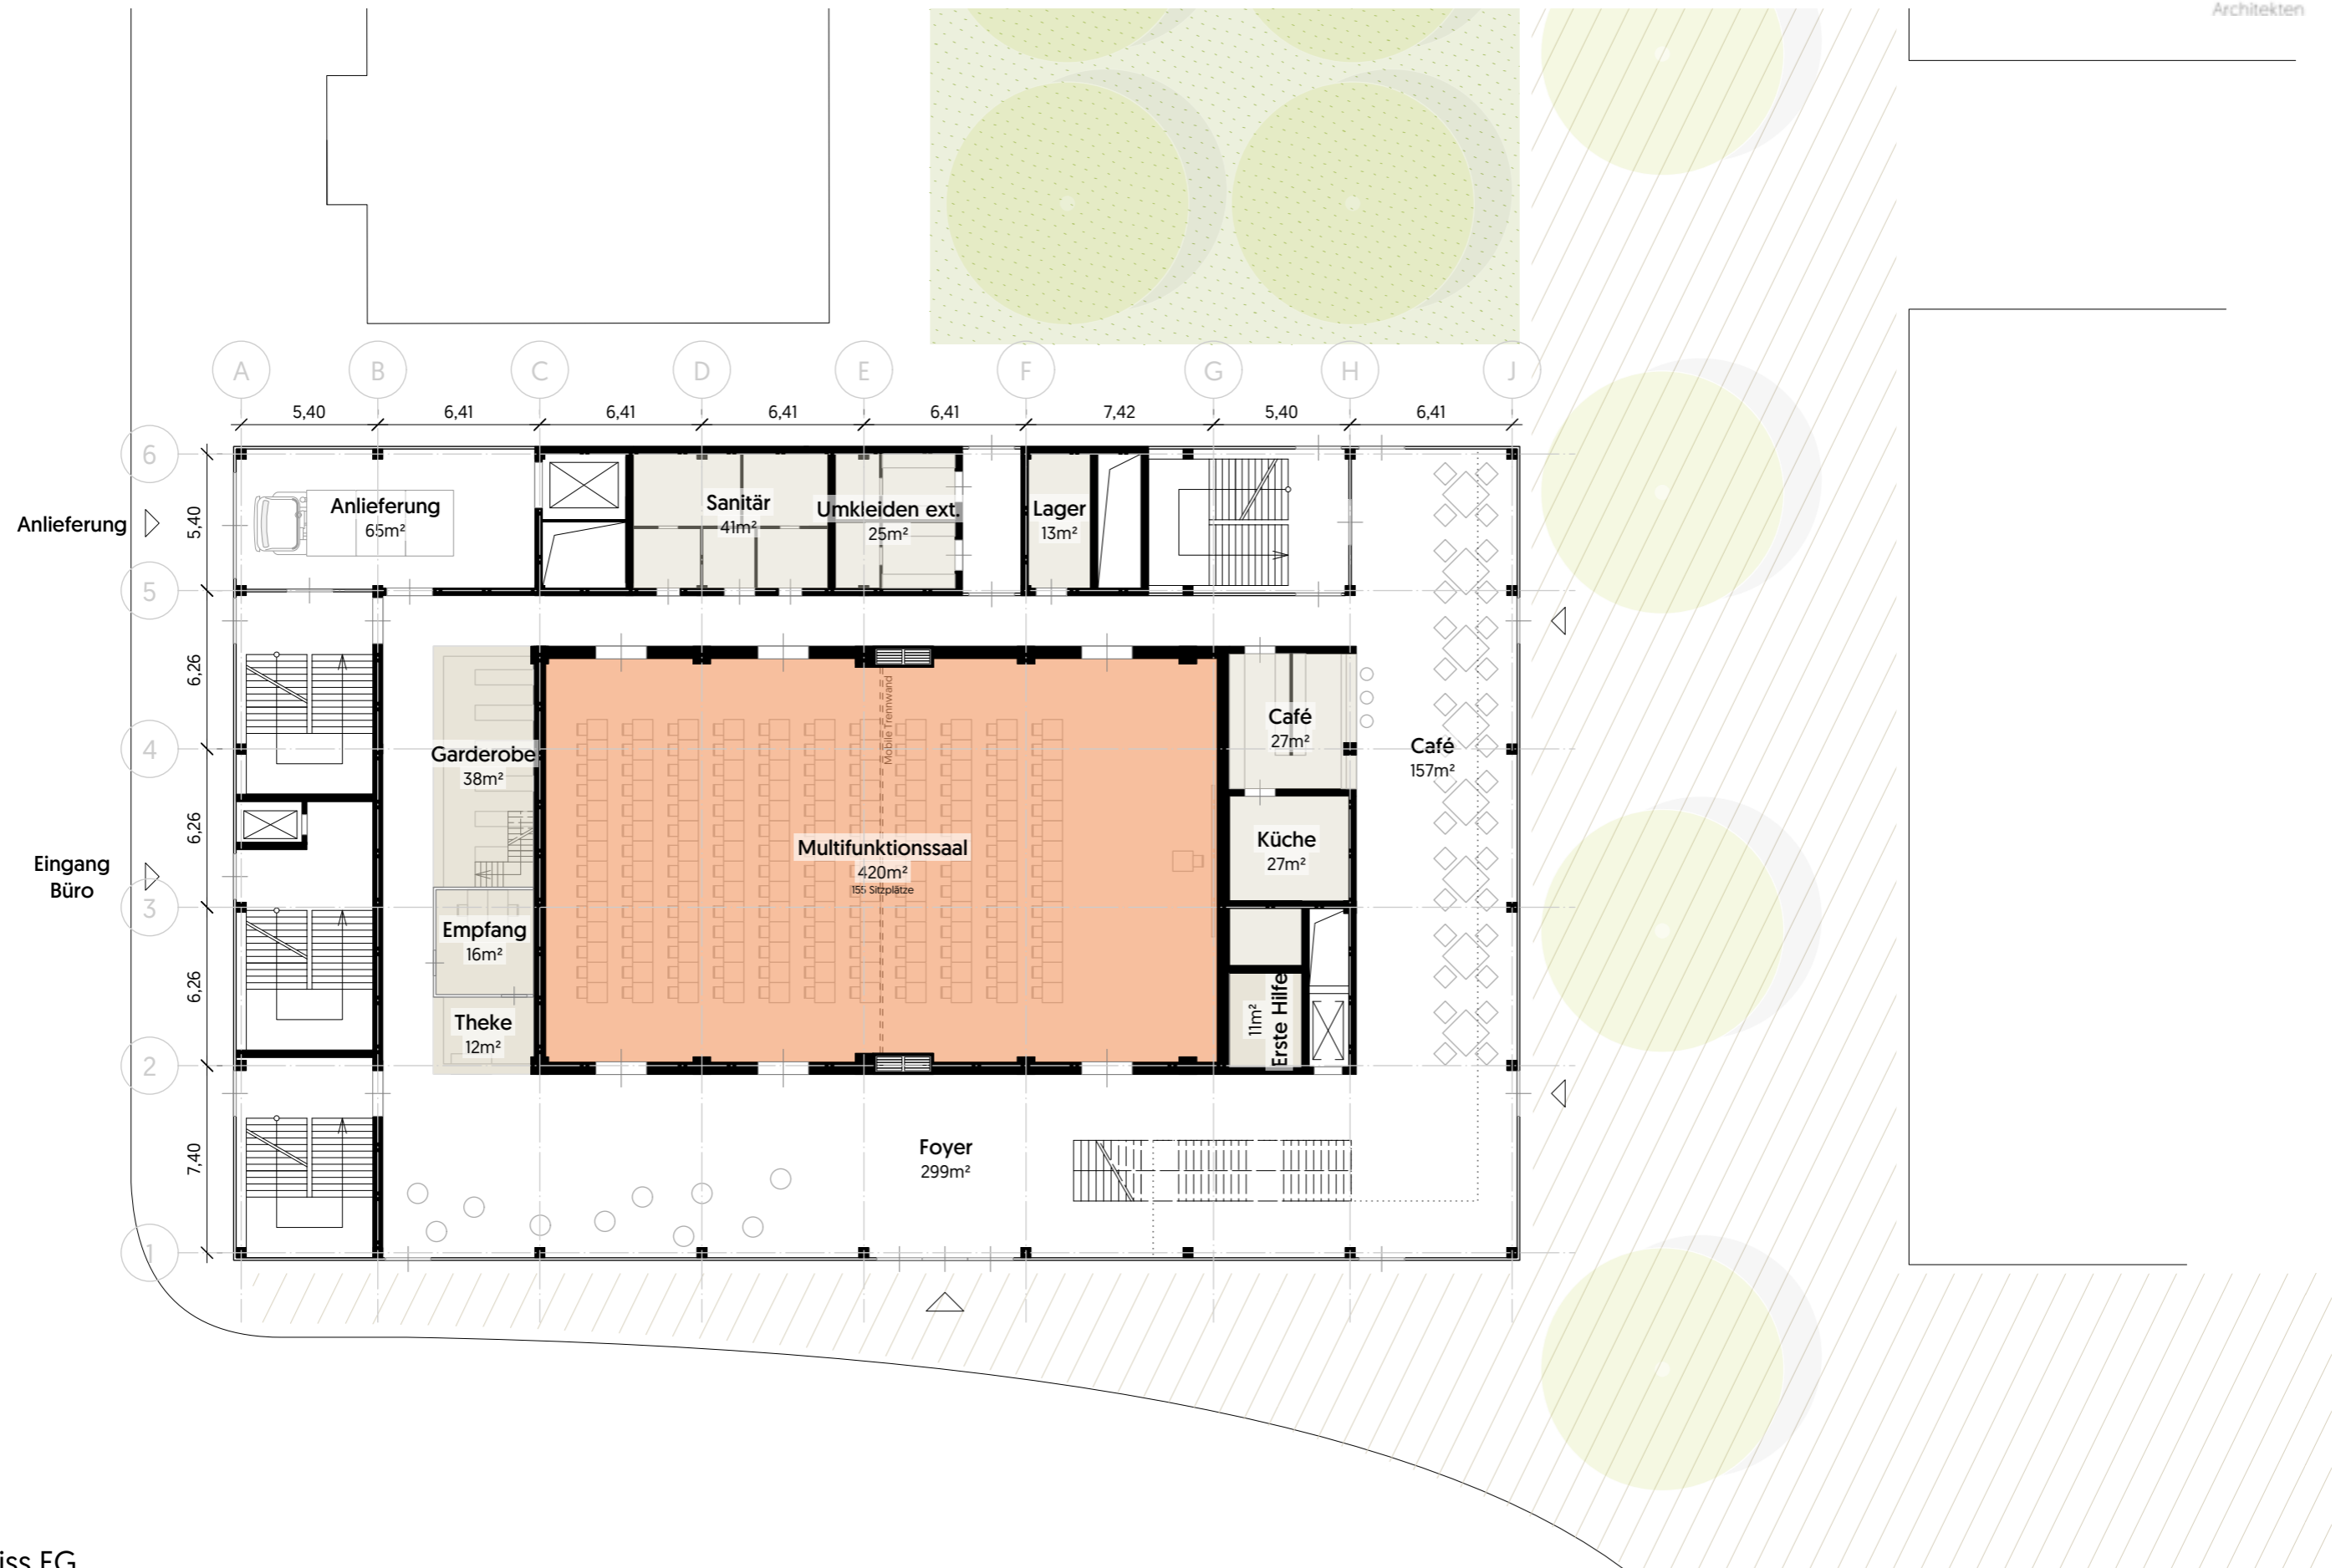 Architekten
A
B
C
D
E
F
G
H
J
5,40
6,41
6,41
6,41
6,41
7,42
5,40
6,41
6
5
4
3
2
1
5,40
6,26
6,26
6,26
7,40
Anlieferung
Eingang
Büro
Anlieferung
65m²
Sanitär
41m²
Umkleiden ext.
25m²
Lager
13m²
Garderobe
38m²
Mobile Trennwand
Café
27m²
Café
157m²
Multifunktionssaal
420m²
155 Sitzplätze
Küche
27m²
Empfang
16m²
Theke
12m²
Erste Hilfe
11m²
Foyer
299m²
iss EG